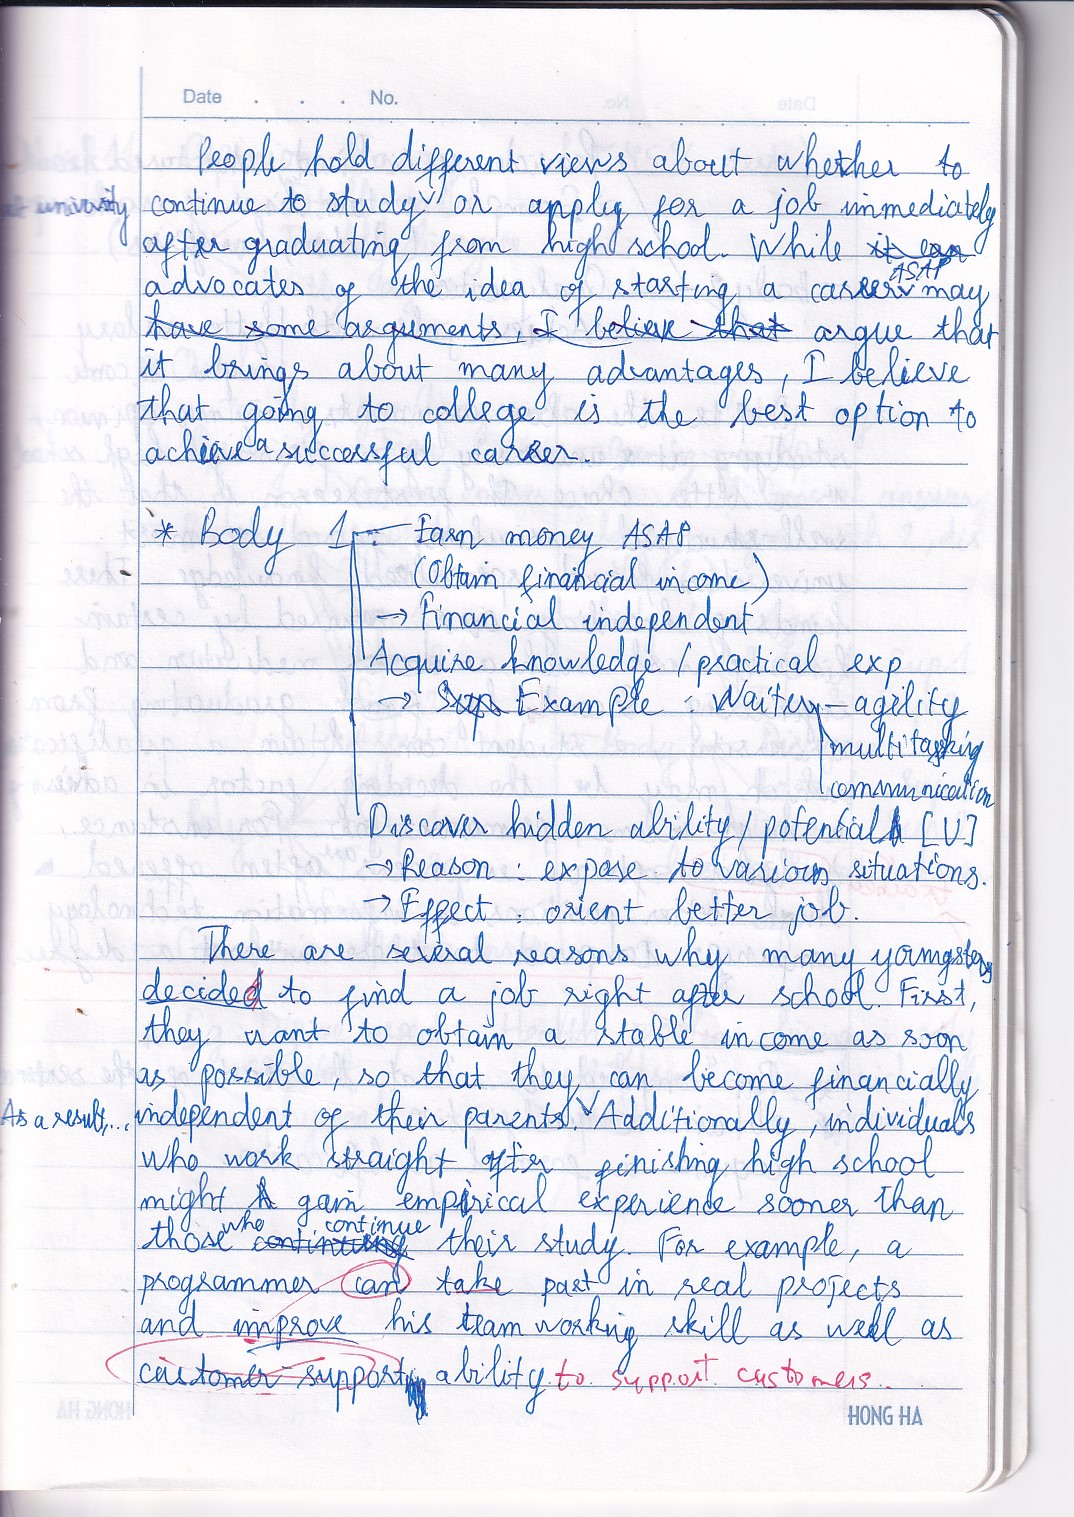 Date . . . No.
People hold different views about whether to
at university continue to study ˅ or apply for a job immediately
after graduating from high school. While it can
ASAP
advocates of the idea of starting a career ˅ may
have some arguments, I believe that argue that
it brings about many advantages, I believe
that going to college is the best option to
achieve a successful career.
* Body 1 : - Earn money ASAP
(Obtain financial income)
→ Financial independent
Acquire knowledge / practical exp
→ Example : Waiter - agility
multitasking
communication
Discover hidden ability / potential [V]
→ Reason : expose to various situations.
→ Effect : orient better job.
There are several reasons why many youngsters
decided to find a job right after school. First,
they want to obtain a stable income as soon
as possible, so that they can become financially
As a result,... independent of their parents. ˅ Additionally, individuals
who work straight after finishing high school
might gain empirical experience sooner than
who continue
those continuing their study. For example, a
programmer can take part in real projects
and improve his team working skill as well as
customer support ability to support customers.
HONG HA